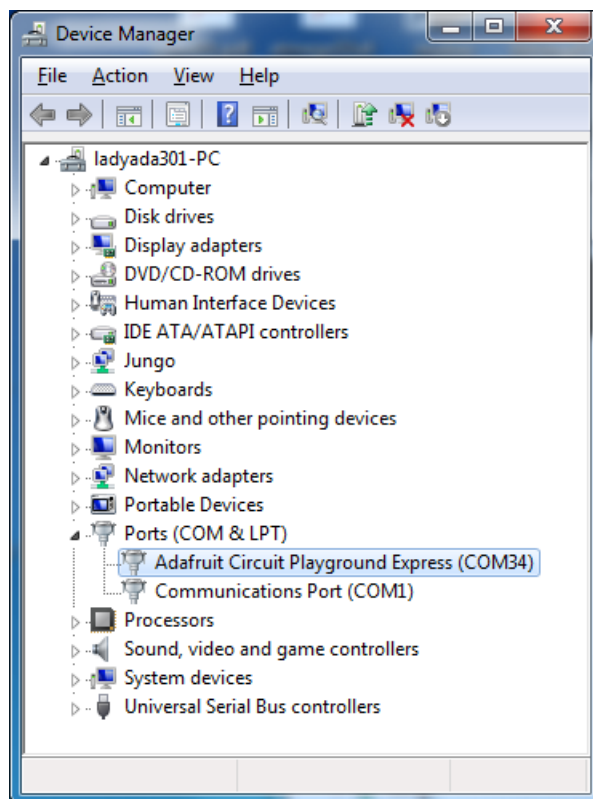 Device Manager
File Action View Help
ladyada301-PC
Computer
Disk drives
Display adapters
DVD/CD-ROM drives
Human Interface Devices
IDE ATA/ATAPI controllers
Jungo
Keyboards
Mice and other pointing devices
Monitors
Network adapters
Portable Devices
Ports (COM & LPT)
Adafruit Circuit Playground Express (COM34)
Communications Port (COM1)
Processors
Sound, video and game controllers
System devices
Universal Serial Bus controllers